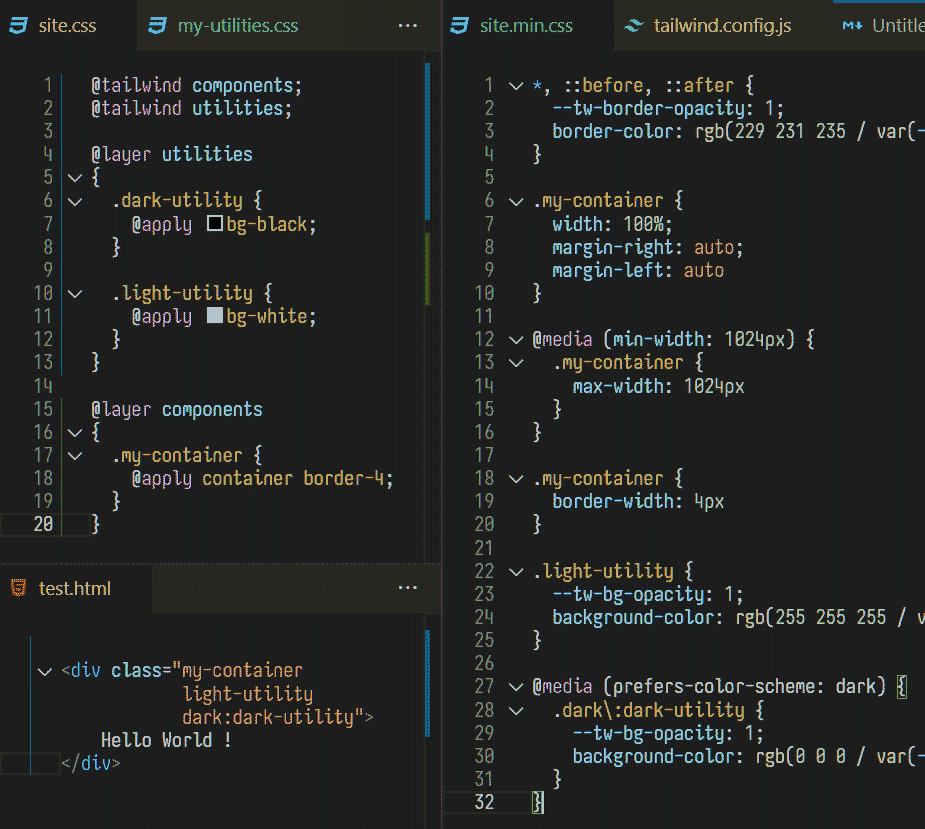 site.css
my-utilities.css
···
1 @tailwind components;
2 @tailwind utilities;
3
4 @layer utilities
5 {
6 .dark-utility {
7 @apply bg-black;
8 }
9
10 .light-utility {
11 @apply bg-white;
12 }
13 }
14
15 @layer components
16 {
17 .my-container {
18 @apply container border-4;
19 }
20 }
test.html
···
<div class="my-container
light-utility
dark:dark-utility">
Hello World !
</div>
site.min.css
tailwind.config.js
Untitle
1 *, ::before, ::after {
2 --tw-border-opacity: 1;
3 border-color: rgb(229 231 235 / var(-
4 }
5
6 .my-container {
7 width: 100%;
8 margin-right: auto;
9 margin-left: auto
10 }
11
12 @media (min-width: 1024px) {
13 .my-container {
14 max-width: 1024px
15 }
16 }
17
18 .my-container {
19 border-width: 4px
20 }
21
22 .light-utility {
23 --tw-bg-opacity: 1;
24 background-color: rgb(255 255 255 / v
25 }
26
27 @media (prefers-color-scheme: dark) {
28 .dark\:dark-utility {
29 --tw-bg-opacity: 1;
30 background-color: rgb(0 0 0 / var(-
31 }
32 }